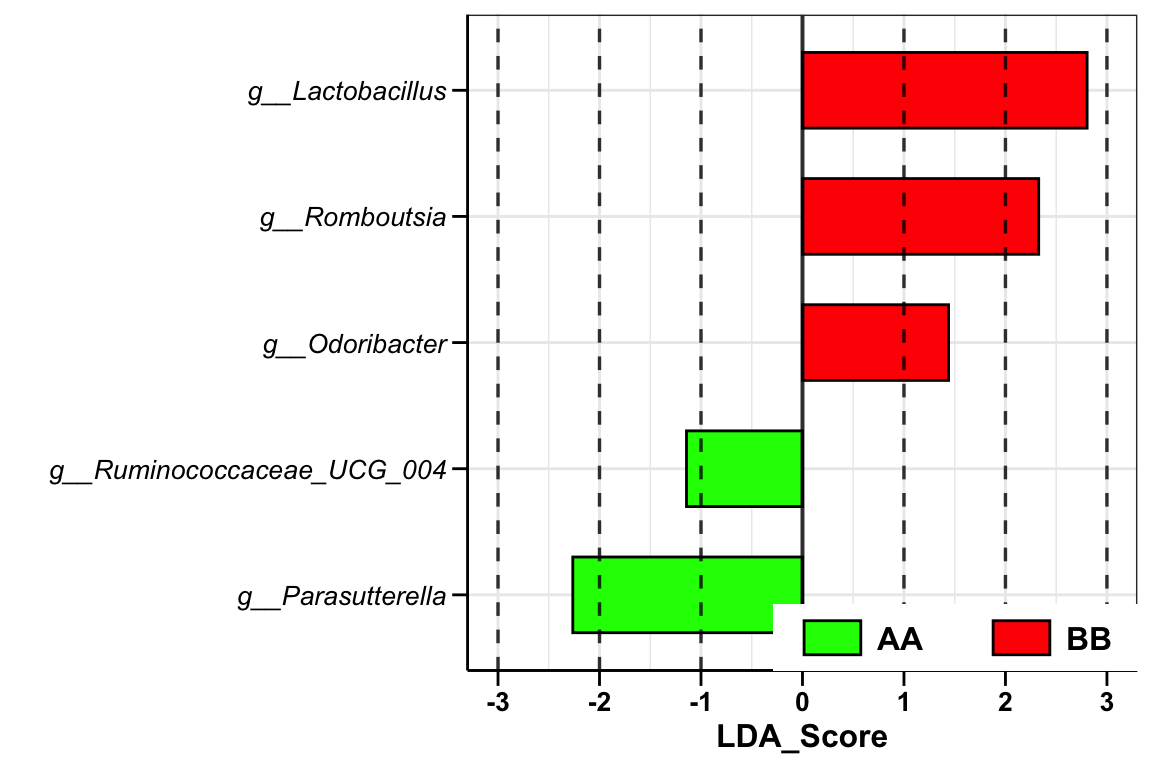 g__Lactobacillus
g__Romboutsia
g__Odoribacter
g__Ruminococcaceae_UCG_004
g__Parasutterella
AA BB
-3 -2 -1 0 1 2 3
LDA_Score